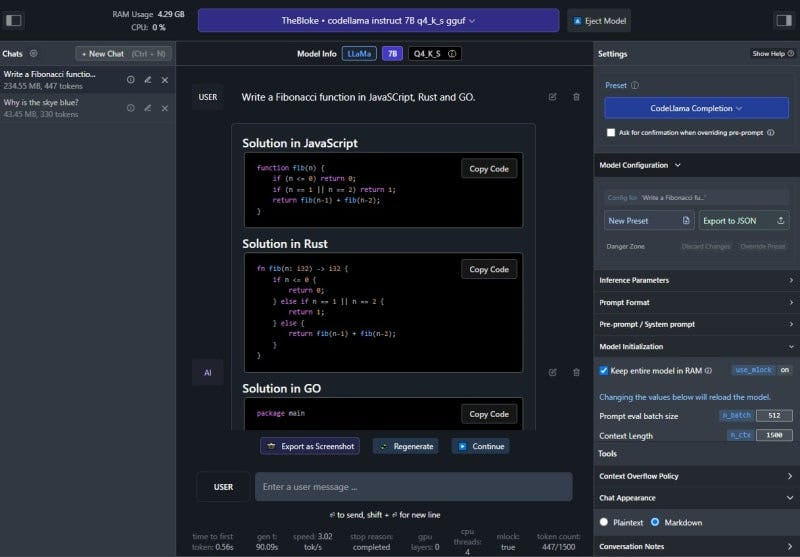 RAM Usage 4.29 GB
CPU: 0 %
TheBloke • codellama instruct 7B q4_k_s gguf
Eject Model
Chats
+ New Chat (Ctrl + N)
Write a Fibonacci functio...
234.55 MB, 447 tokens
Why is the skye blue?
43.45 MB, 330 tokens
Model Info LLaMa 7B Q4_K_S
USER
Write a Fibonacci function in JavaSCript, Rust and GO.
AI
Solution in JavaScript
Copy Code
function fib(n) {
if (n <= 0) return 0;
if (n == 1 || n == 2) return 1;
return fib(n-1) + fib(n-2);
}
Solution in Rust
Copy Code
fn fib(n: i32) -> i32 {
if n <= 0 {
return 0;
} else if n == 1 || n == 2 {
return 1;
} else {
return fib(n-1) + fib(n-2);
}
}
Solution in GO
Copy Code
package main
Export as Screenshot
Regenerate
Continue
USER
Enter a user message ...
⏎ to send, shift + ⏎ for new line
time to first token: 0.56s
gen t: 90.09s
speed: 3.02 tok/s
stop reason: completed
gpu layers: 0
cpu threads: 4
mlock: true
token count: 447/1500
Settings
Show Help
Preset
CodeLlama Completion
Ask for confirmation when overriding pre-prompt
Model Configuration
Config for 'Write a Fibonacci fu...'
New Preset
Export to JSON
Danger Zone
Discard Changes
Override Preset
Inference Parameters
Prompt Format
Pre-prompt / System prompt
Model Initialization
Keep entire model in RAM
use_mlock on
Changing the values below will reload the model.
Prompt eval batch size
n_batch 512
Context Length
n_ctx 1500
Tools
Context Overflow Policy
Chat Appearance
Plaintext
Markdown
Conversation Notes